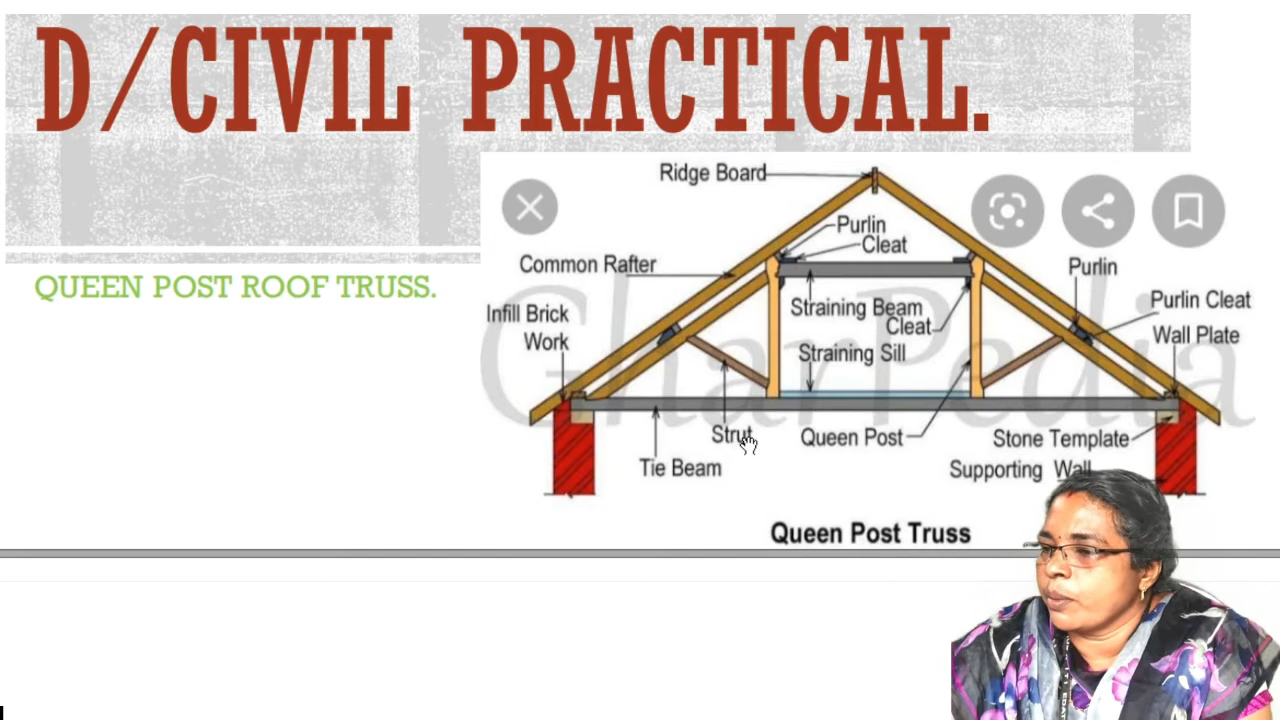 D/CIVIL PRACTICAL.
QUEEN POST ROOF TRUSS.
Ridge Board
Purlin
Cleat
Common Rafter
Purlin
Infill Brick
Work
Straining Beam
Cleat
Purlin Cleat
Wall Plate
Straining Sill
GharPedia
Strut
Queen Post
Stone Template
Tie Beam
Supporting Wall
Queen Post Truss